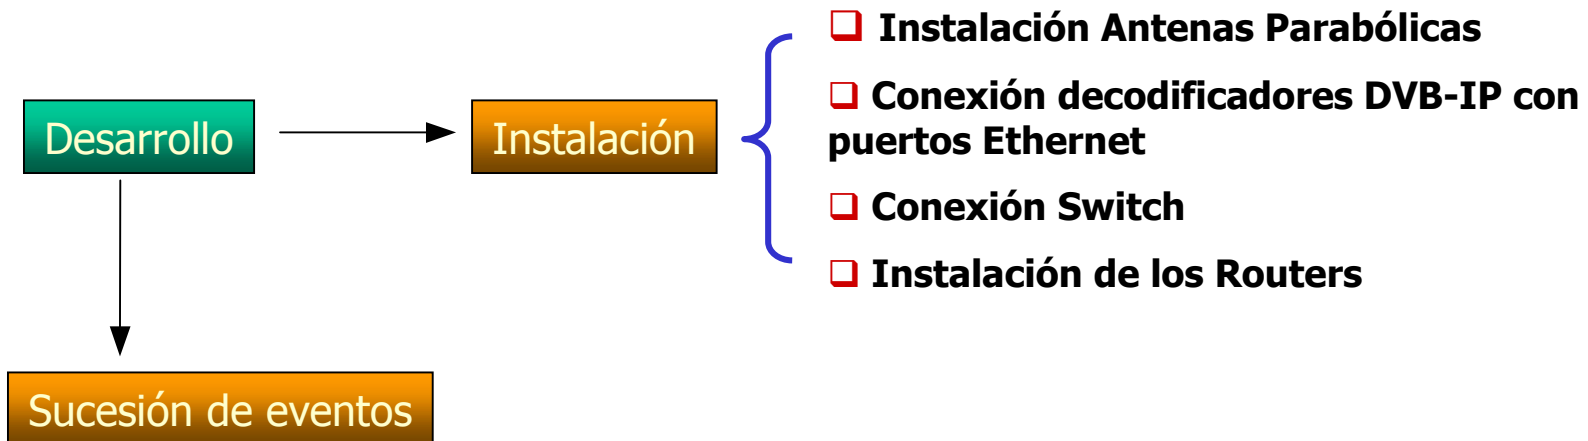 Instalación Antenas Parabólicas
Conexión decodificadores DVB-IP con
puertos Ethernet
Desarrollo
Instalación
Conexión Switch
Instalación de los Routers
Sucesión de eventos